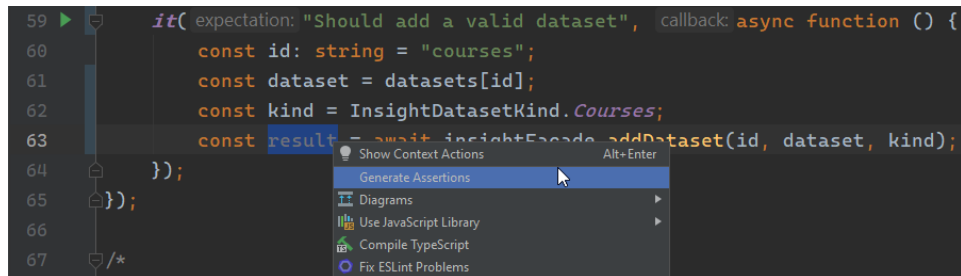 59 it( expectation: "Should add a valid dataset", callback: async function () {
60 const id: string = "courses";
61 const dataset = datasets[id];
62 const kind = InsightDatasetKind.Courses;
63 const result = await insightFacade.addDataset(id, dataset, kind);
Show Context Actions Alt+Enter
64 });
Generate Assertions
65 });
Diagrams
66
Use JavaScript Library
Compile TypeScript
67 /*
Fix ESLint Problems